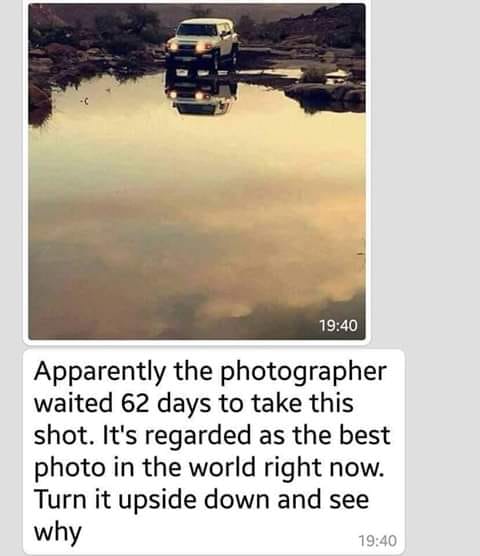 19:40
Apparently the photographer
waited 62 days to take this
shot. It's regarded as the best
photo in the world right now.
Turn it upside down and see
why
19:40